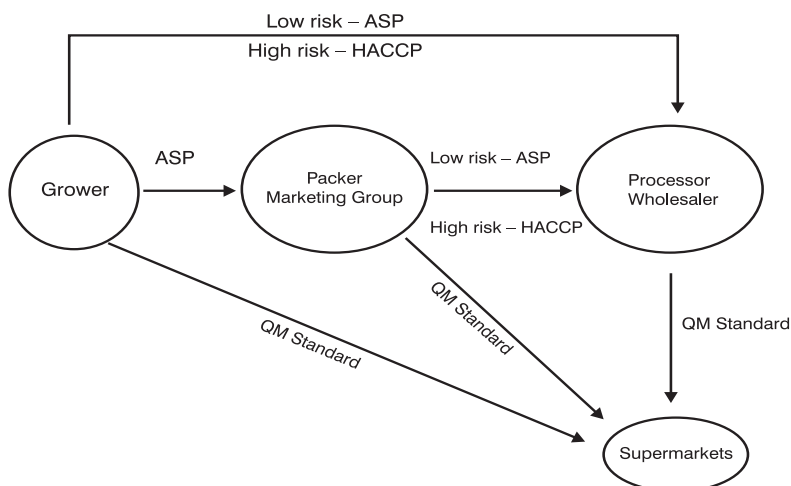 Low risk – ASP
High risk – HACCP
Grower
ASP
Packer
Marketing Group
Low risk – ASP
High risk – HACCP
Processor
Wholesaler
QM Standard
QM Standard
QM Standard
Supermarkets